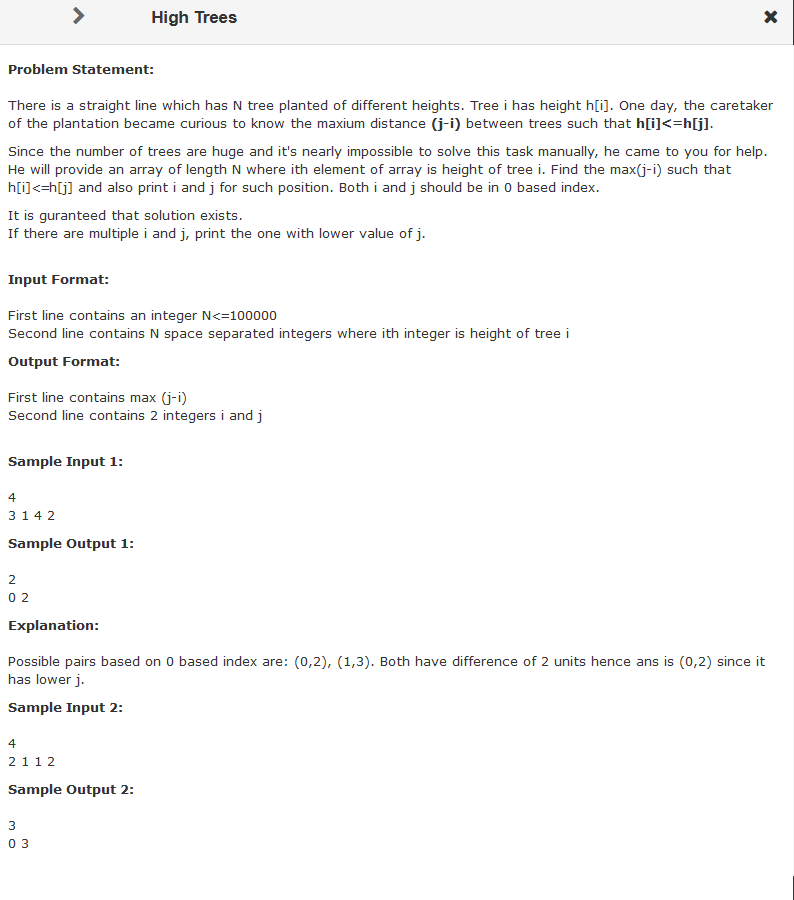 High Trees
Problem Statement:
There is a straight line which has N tree planted of different heights. Tree i has height h[i]. One day, the caretaker
of the plantation became curious to know the maxium distance (j-i) between trees such that h[i]<=h[j].
Since the number of trees are huge and it's nearly impossible to solve this task manually, he came to you for help.
He will provide an array of length N where ith element of array is height of tree i. Find the max(j-i) such that
h[i]<=h[j] and also print i and j for such position. Both i and j should be in 0 based index.
It is guranteed that solution exists.
If there are multiple i and j, print the one with lower value of j.
Input Format:
First line contains an integer N<=100000
Second line contains N space separated integers where ith integer is height of tree i
Output Format:
First line contains max (j-i)
Second line contains 2 integers i and j
Sample Input 1:
4
3 1 4 2
Sample Output 1:
2
0 2
Explanation:
Possible pairs based on 0 based index are: (0,2), (1,3). Both have difference of 2 units hence ans is (0,2) since it
has lower j.
Sample Input 2:
4
2 1 1 2
Sample Output 2:
3
0 3